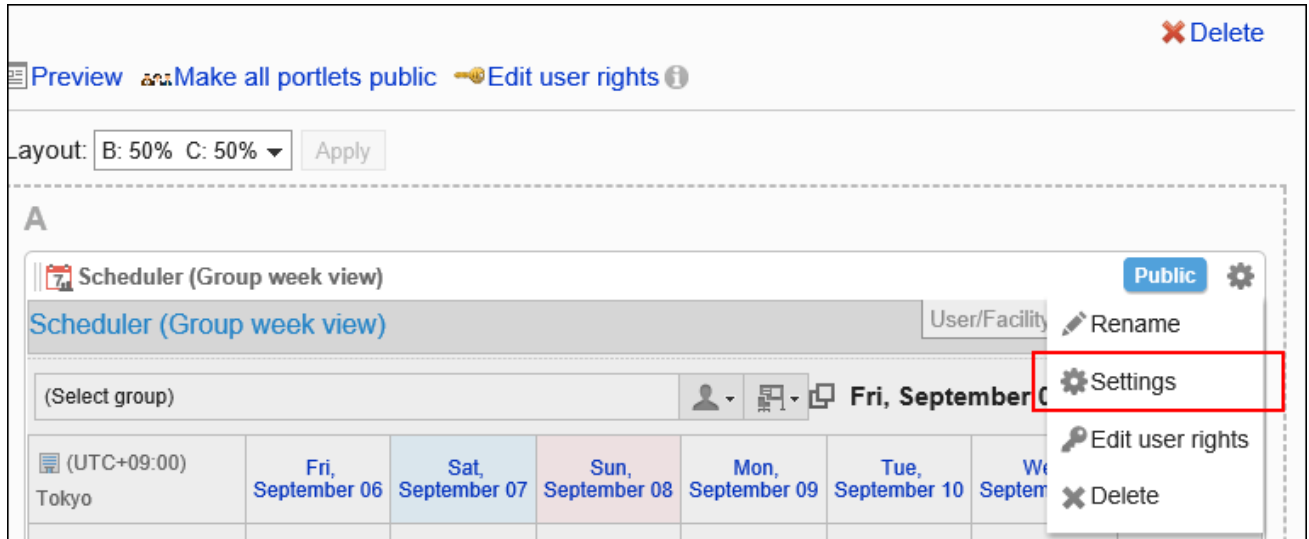 Delete
Preview Make all portlets public Edit user rights
Layout: B: 50% C: 50% Apply
A
Scheduler (Group week view) Public
Scheduler (Group week view) User/Facility
Rename
Settings
(Select group) Fri, September
Edit user rights
(UTC+09:00)
Tokyo
Fri,
September 06
Sat,
September 07
Sun,
September 08
Mon,
September 09
Tue,
September 10
Delete